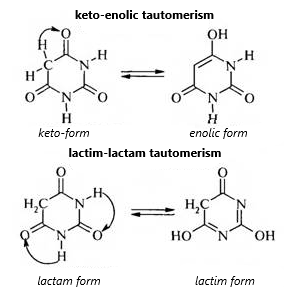 keto-enolic tautomerism
H O OH
H C N H N H
O N O O N O
H H
keto-form enolic form
lactim-lactam tautomerism
O O
H₂C N H H₂C N
O N O HO N OH
H
lactam form lactim form